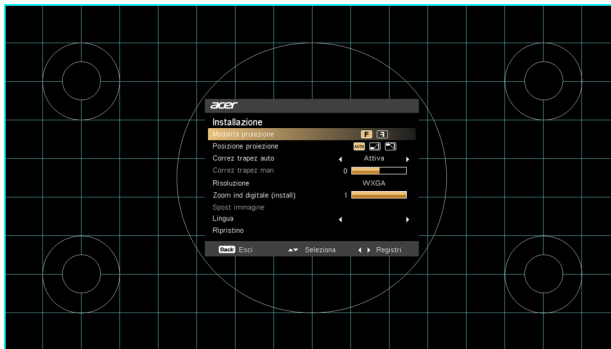 acer
Installazione
Modalità proiezione F F
Posizione proiezione AUTO
Correz trapez auto Attiva
Correz trapez man 0
Risoluzione WXGA
Zoom ind digitale (install) 1
Spost immagine
Lingua
Ripristino
Back Esci Seleziona Registri